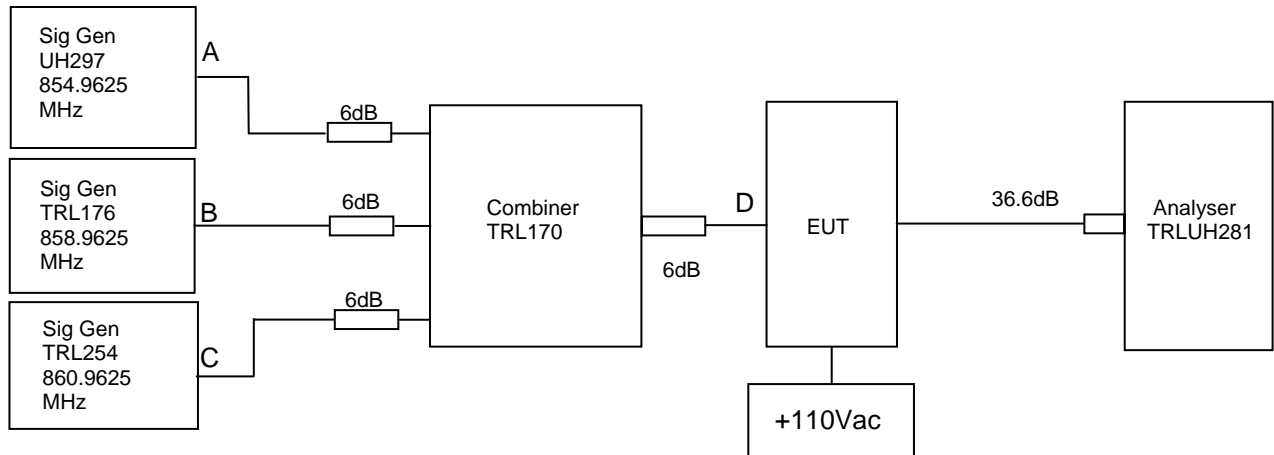 Sig Gen
UH297
854.9625
MHz
A
6dB
Sig Gen
TRL176
858.9625
MHz
B
6dB
Sig Gen
TRL254
860.9625
MHz
C
6dB
Combiner
TRL170
6dB
D
EUT
+110Vac
36.6dB
Analyser
TRLUH281